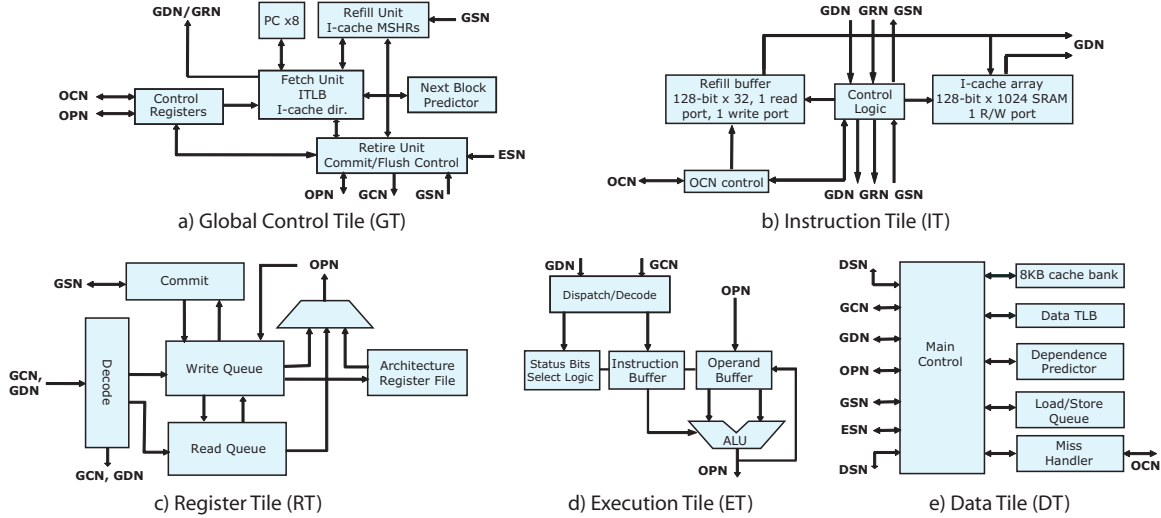 GDN/GRN
PC x8
Refill Unit
I-cache MSHRs
GSN
Fetch Unit
ITLB
I-cache dir.
OCN
OPN
Control
Registers
Next Block
Predictor
Retire Unit
Commit/Flush Control
ESN
OPN
GCN
GSN
a) Global Control Tile (GT)
GDN
GRN
GSN
GDN
Refill buffer
128-bit x 32, 1 read
port, 1 write port
Control
Logic
I-cache array
128-bit x 1024 SRAM
1 R/W port
OCN
OCN control
GDN
GRN
GSN
b) Instruction Tile (IT)
GSN
Commit
OPN
Decode
Write Queue
Architecture
Register File
GCN,
GDN
Read Queue
GCN, GDN
c) Register Tile (RT)
GDN
GCN
Dispatch/Decode
OPN
Status Bits
Select Logic
Instruction
Buffer
Operand
Buffer
ALU
OPN
d) Execution Tile (ET)
DSN
GCN
GDN
OPN
GSN
ESN
DSN
Main
Control
8KB cache bank
Data TLB
Dependence
Predictor
Load/Store
Queue
Miss
Handler
OCN
e) Data Tile (DT)